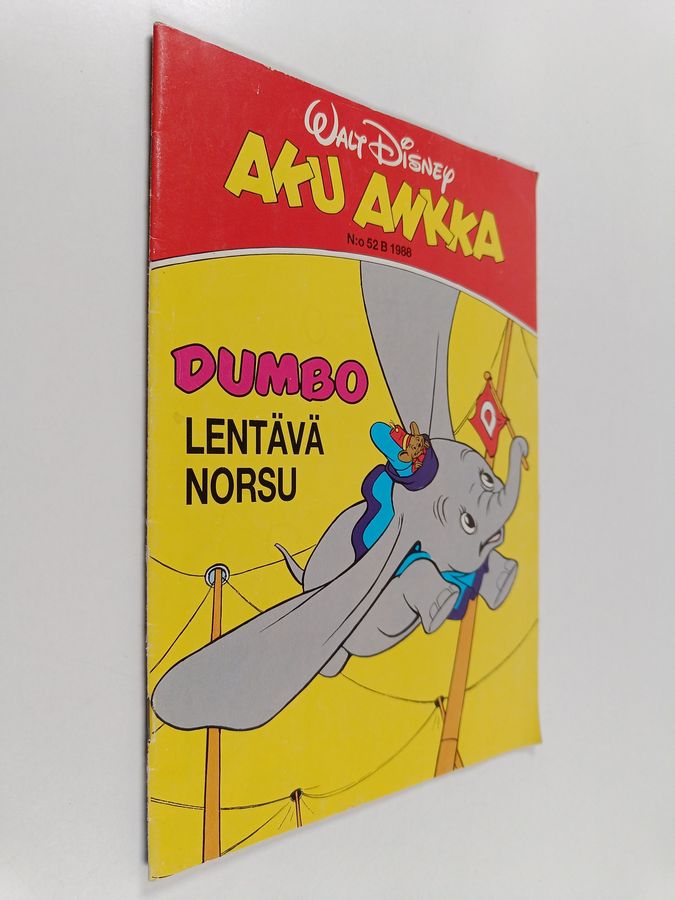 WALT DISNEY
AKU ANKKA
N:o 52 B 1988
DUMBO
LENTÄVÄ
NORSU
D